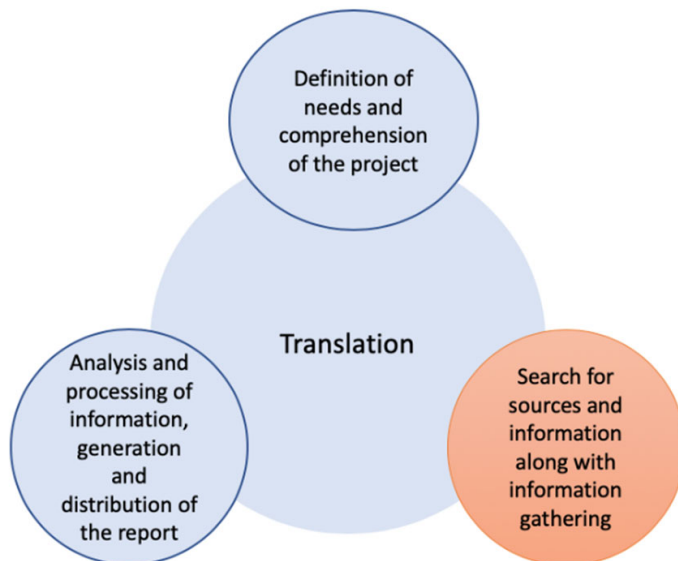 Definition of
needs and
comprehension
of the project
Translation
Analysis and
processing of
information,
generation
and
distribution of
the report
Search for
sources and
information
along with
information
gathering